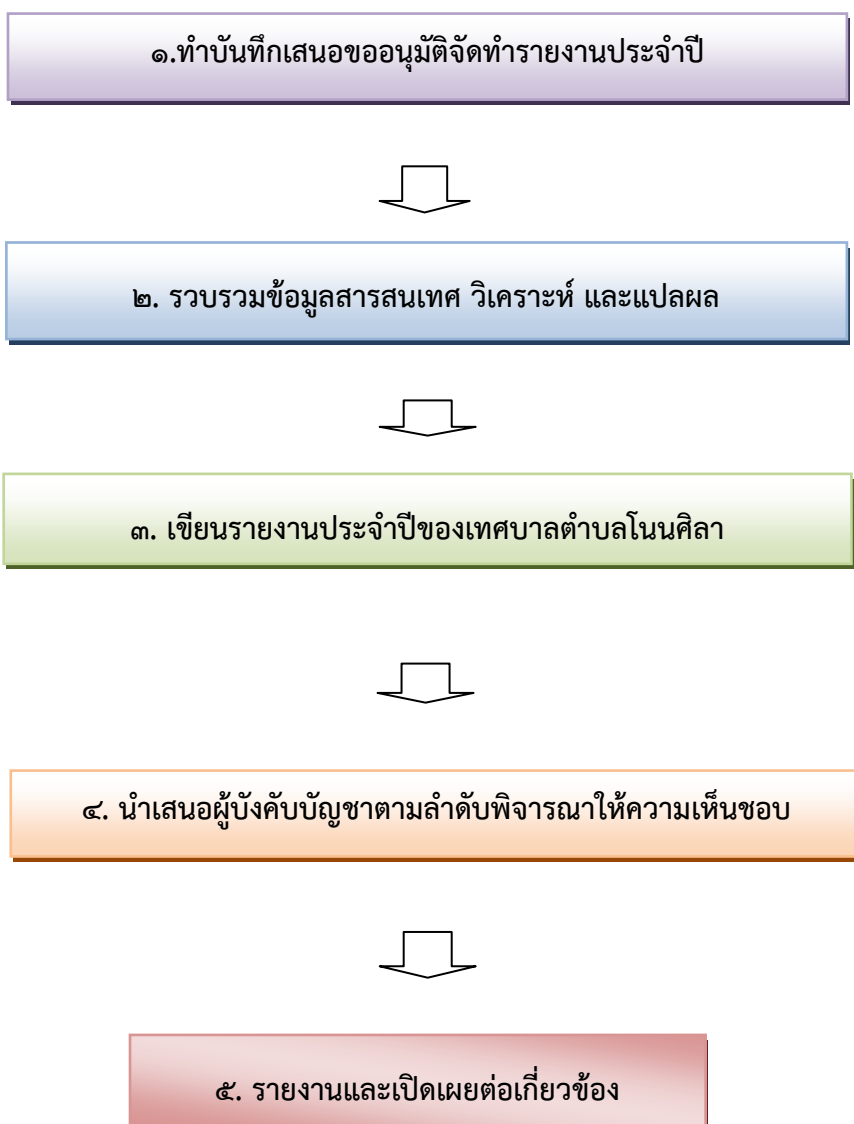 ๑.ทำบันทึกเสนอขออนุมัติจัดทำรายงานประจำปี
๒. รวบรวมข้อมูลสารสนเทศ วิเคราะห์ และแปลผล
๓. เขียนรายงานประจำปีของเทศบาลตำบลโนนศิลา
๔. นำเสนอผู้บังคับบัญชาตามลำดับพิจารณาให้ความเห็นชอบ
๕. รายงานและเปิดเผยต่อเกี่ยวข้อง